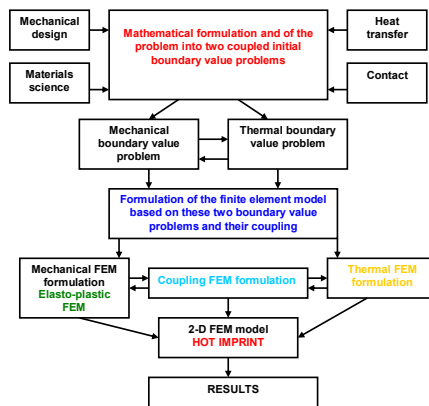 Mechanical
design
Mathematical formulation and of the
problem into two coupled initial
boundary value problems
Heat
transfer
Materials
science
Contact
Mechanical
boundary value
problem
Thermal boundary
value problem
Formulation of the finite element model
based on these two boundary value
problems and their coupling
Mechanical FEM
formulation
Elasto-plastic
FEM
Coupling FEM formulation
Thermal FEM
formulation
2-D FEM model
HOT IMPRINT
RESULTS